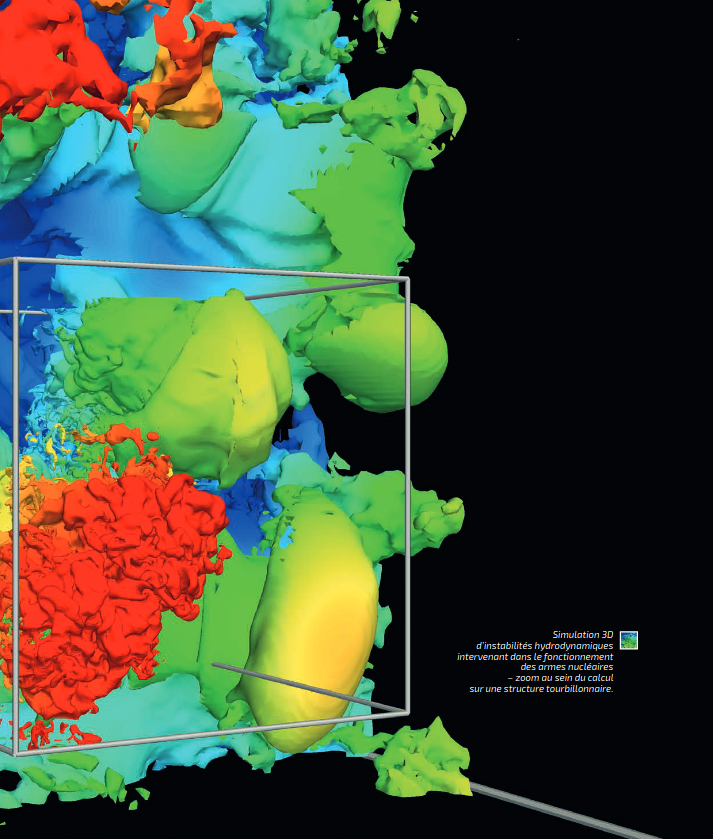 Simulation 3D
d'instabilités hydrodynamiques
intervenant dans le fonctionnement
des armes nucléaires
– zoom au sein du calcul
sur une structure tourbillonnaire.